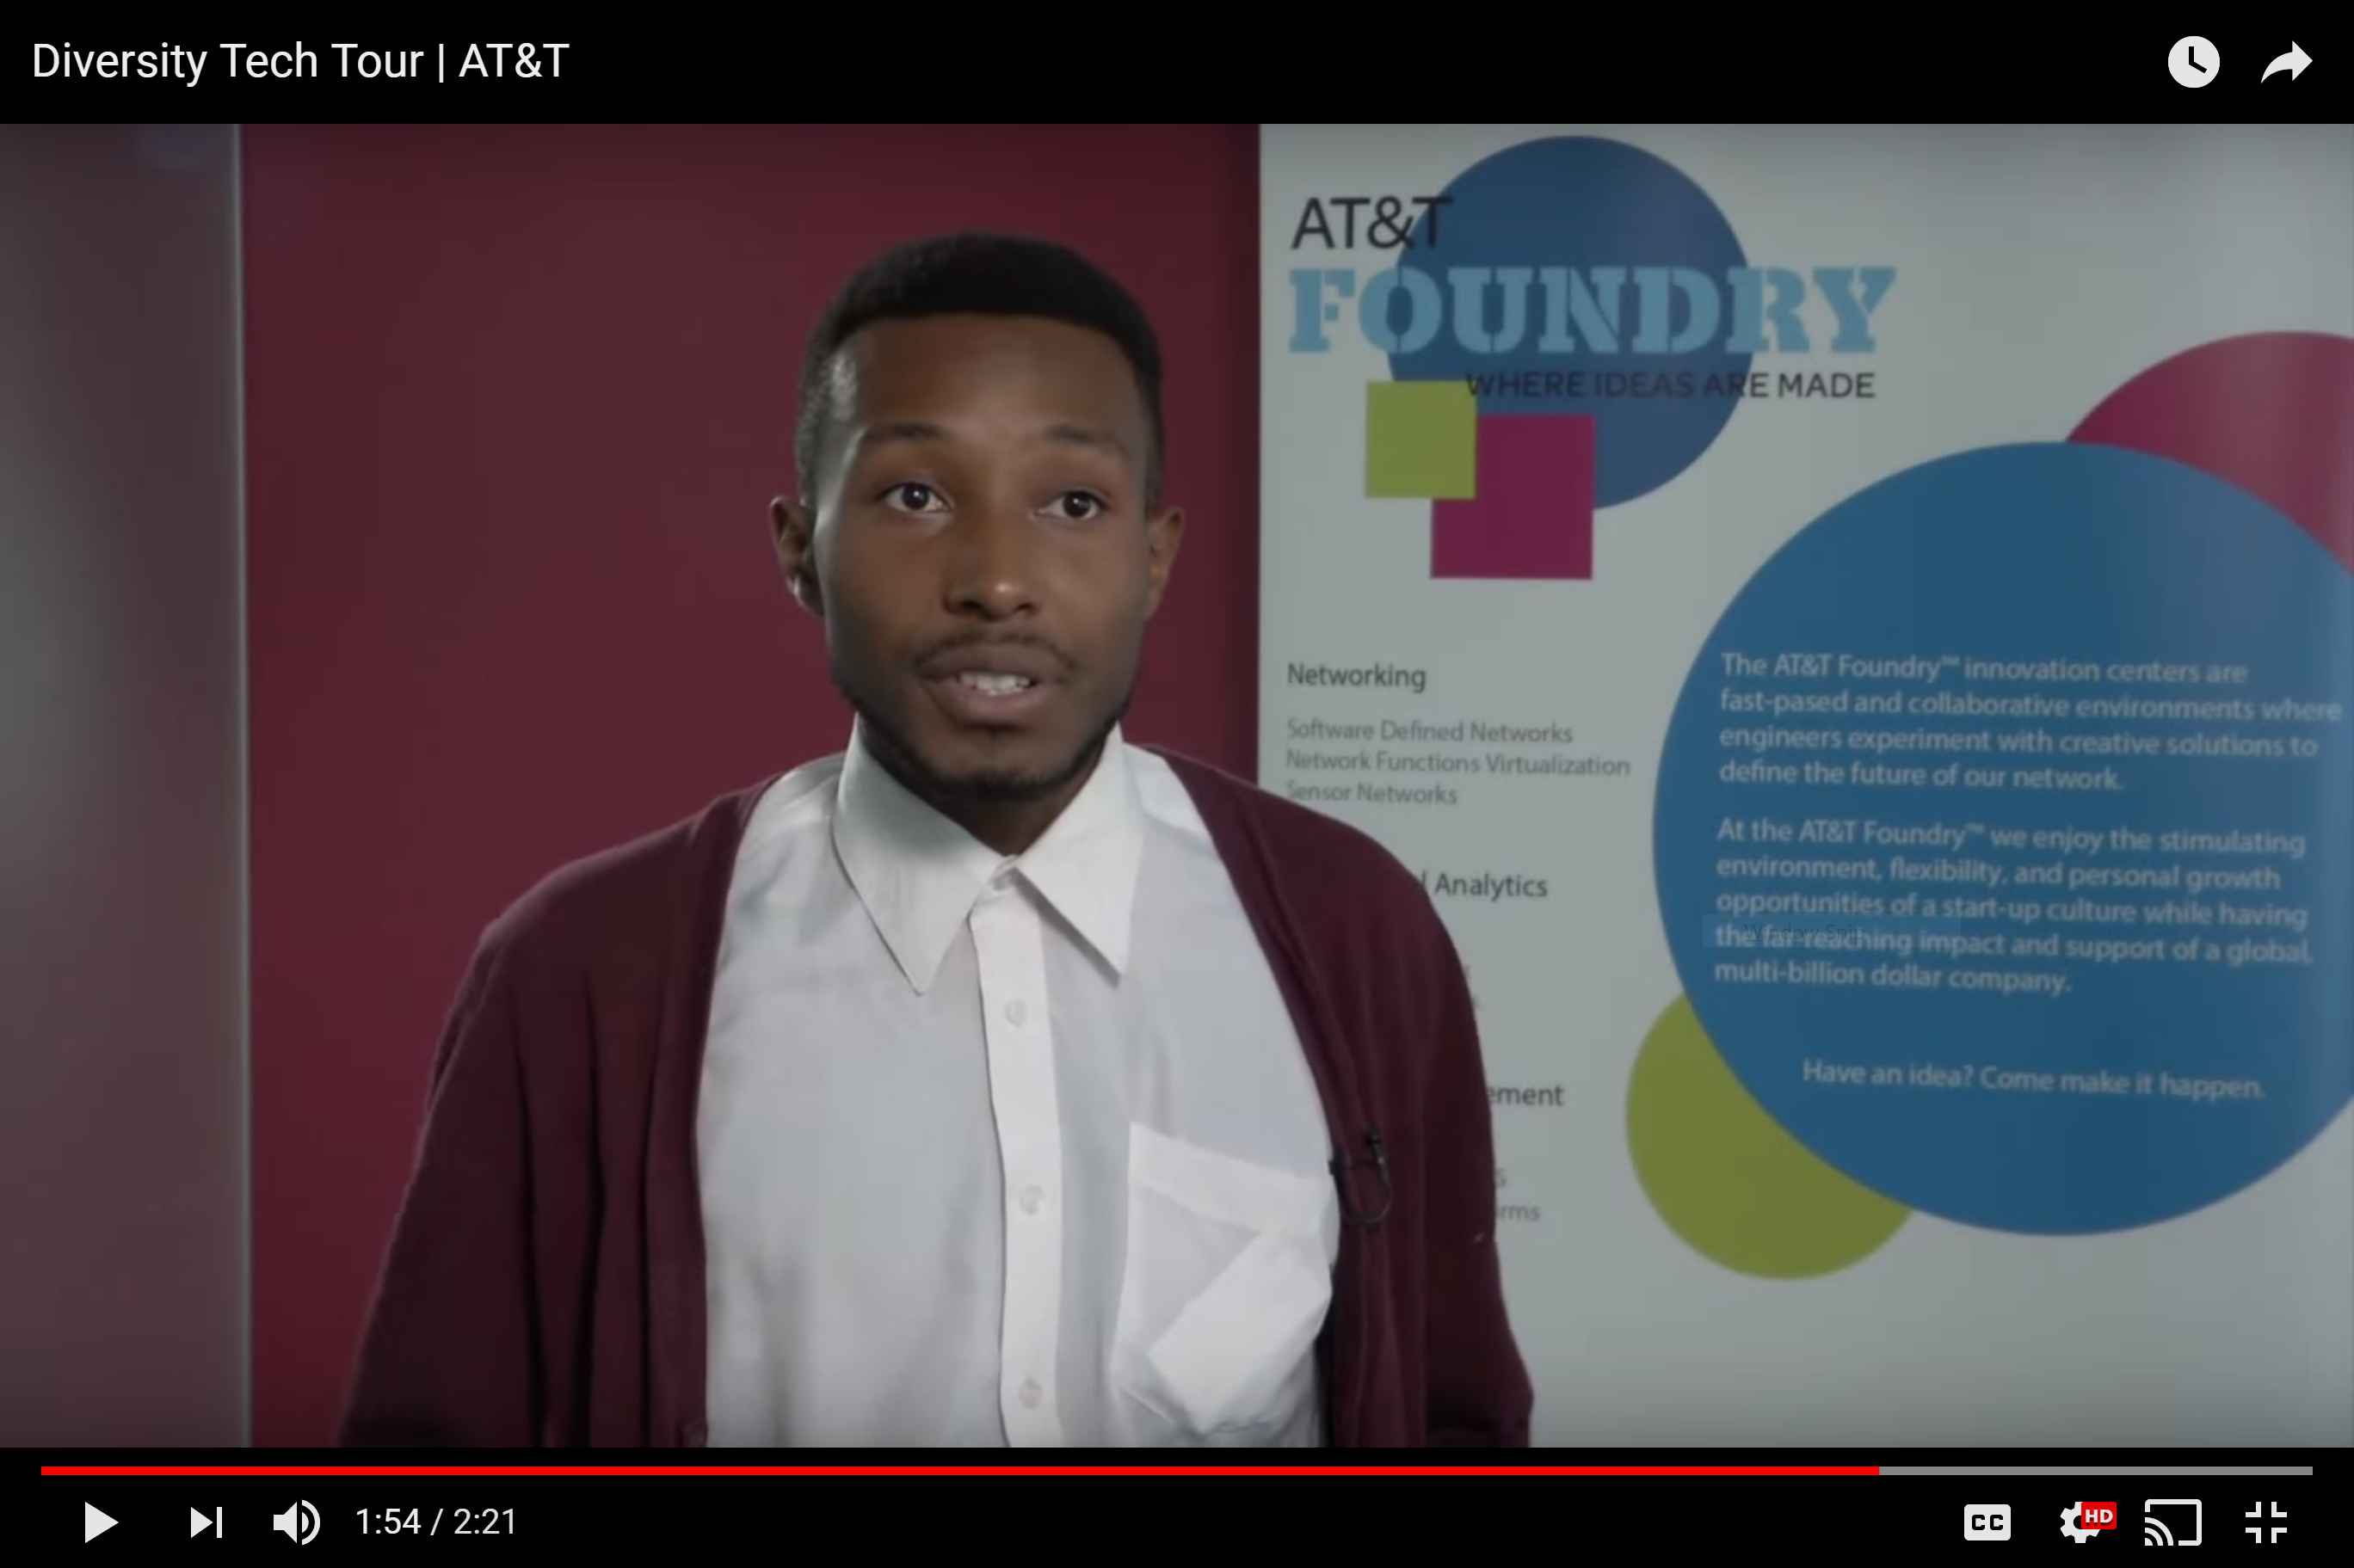 Diversity Tech Tour | AT&T
AT&T
FOUNDRY
WHERE IDEAS ARE MADE
Networking
Software Defined Networks
Network Functions Virtualization
Sensor Networks
Analytics
The AT&T Foundry™ innovation centers are
fast-pased and collaborative environments where
engineers experiment with creative solutions to
define the future of our network.
At the AT&T Foundry™ we enjoy the stimulating
environment, flexibility, and personal growth
opportunities of a start-up culture while having
the far-reaching impact and support of a global,
multi-billion dollar company.
Have an idea? Come make it happen.
1:54 / 2:21
CC
HD